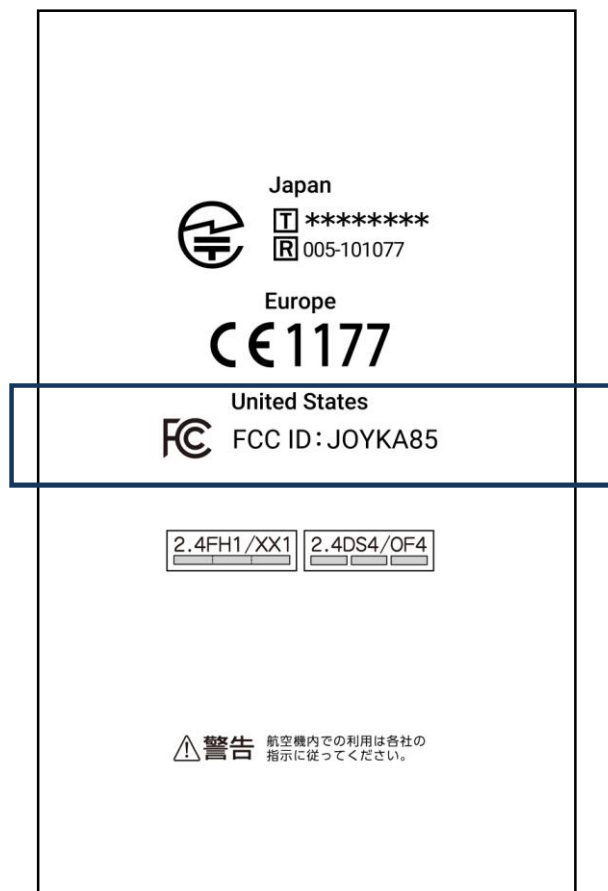 Japan
T ********
R 005-101077
Europe
CE1177
United States
FC FCC ID:JOYKA85
2.4FH1/XX1 2.4DS4/OF4
警告 航空機内での利用は各社の
指示に従ってください。